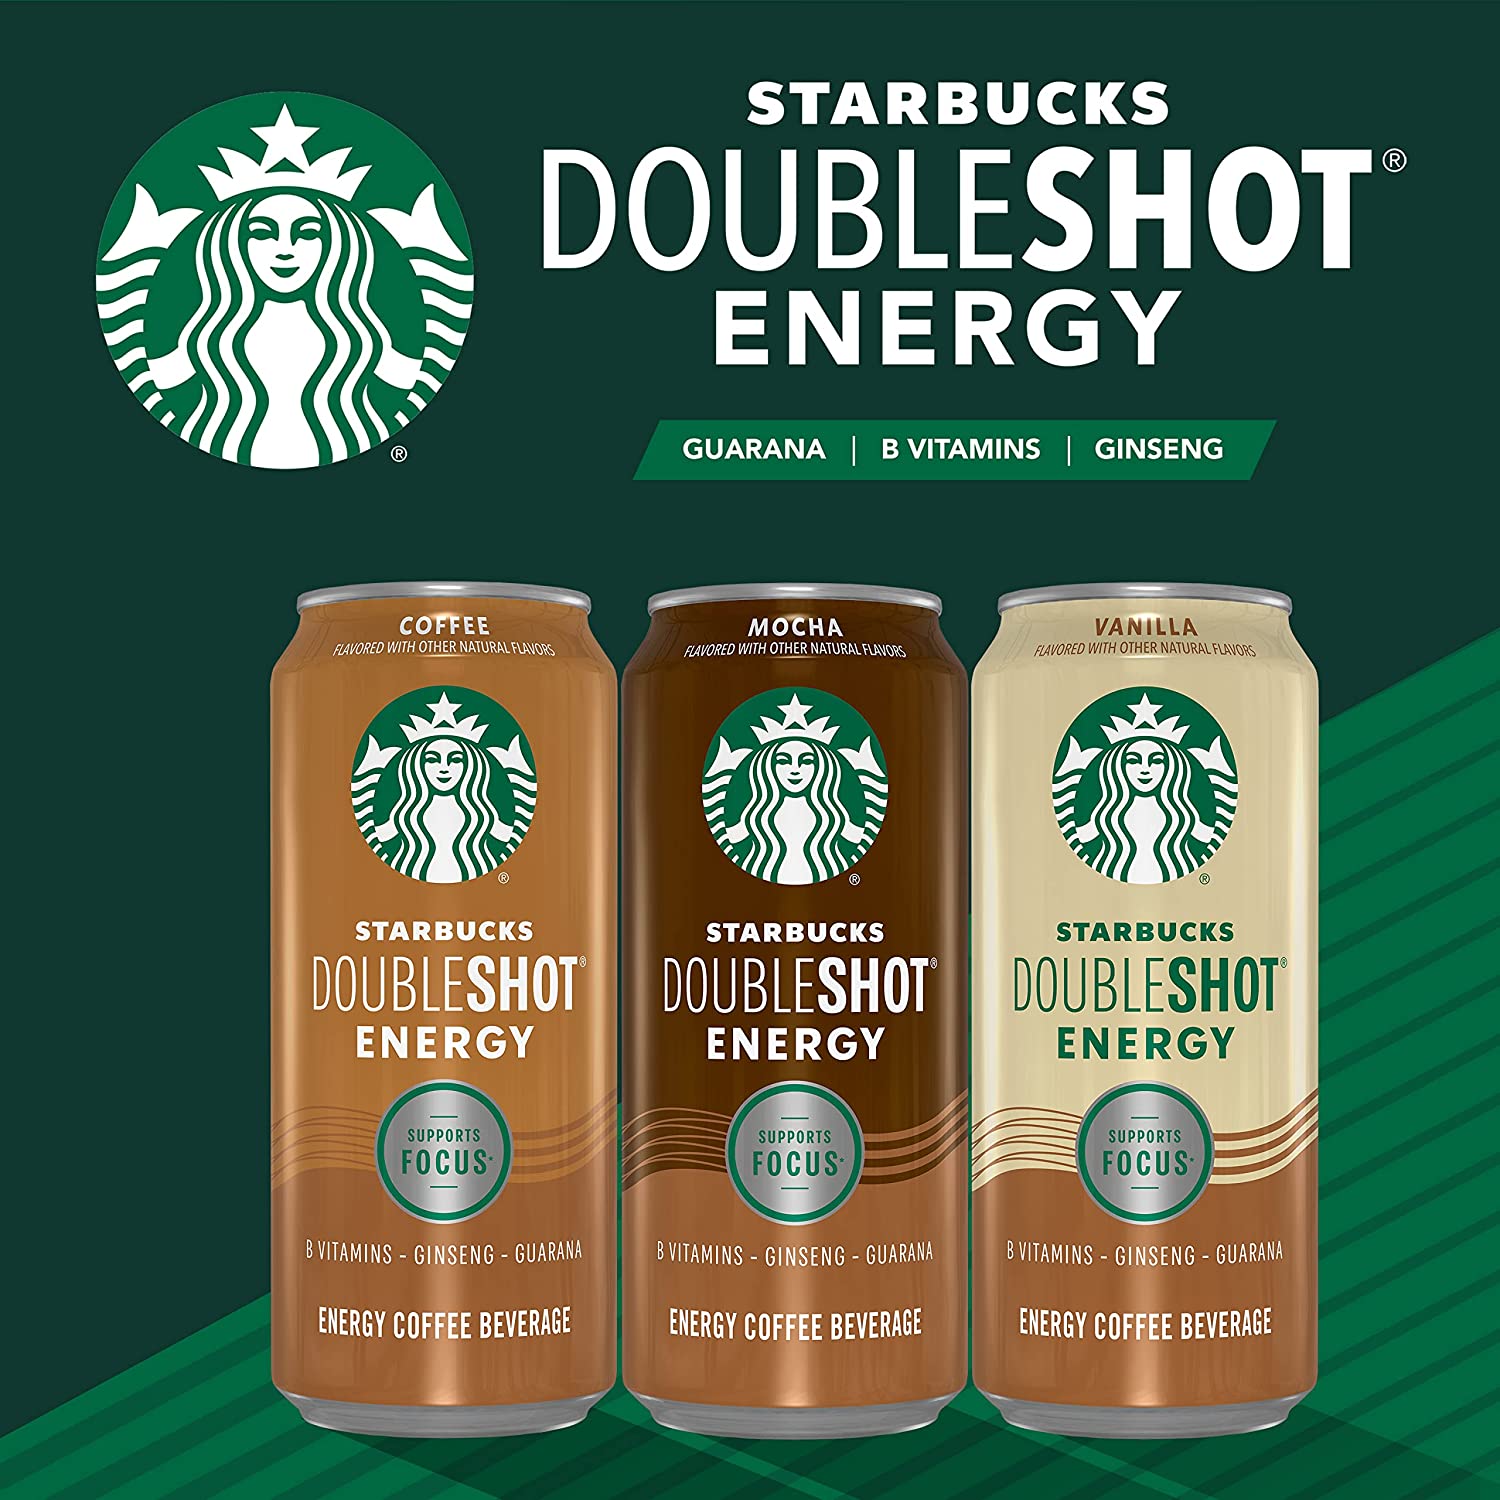 STARBUCKS
DOUBLESHOT®
ENERGY
GUARANA | B VITAMINS | GINSENG
®
COFFEE
FLAVORED WITH OTHER NATURAL FLAVORS
®
STARBUCKS
DOUBLESHOT®
ENERGY
SUPPORTS
FOCUS*
B VITAMINS - GINSENG - GUARANA
ENERGY COFFEE BEVERAGE
MOCHA
FLAVORED WITH OTHER NATURAL FLAVORS
®
STARBUCKS
DOUBLESHOT®
ENERGY
SUPPORTS
FOCUS*
B VITAMINS - GINSENG - GUARANA
ENERGY COFFEE BEVERAGE
VANILLA
FLAVORED WITH OTHER NATURAL FLAVORS
®
STARBUCKS
DOUBLESHOT®
ENERGY
SUPPORTS
FOCUS*
B VITAMINS - GINSENG - GUARANA
ENERGY COFFEE BEVERAGE